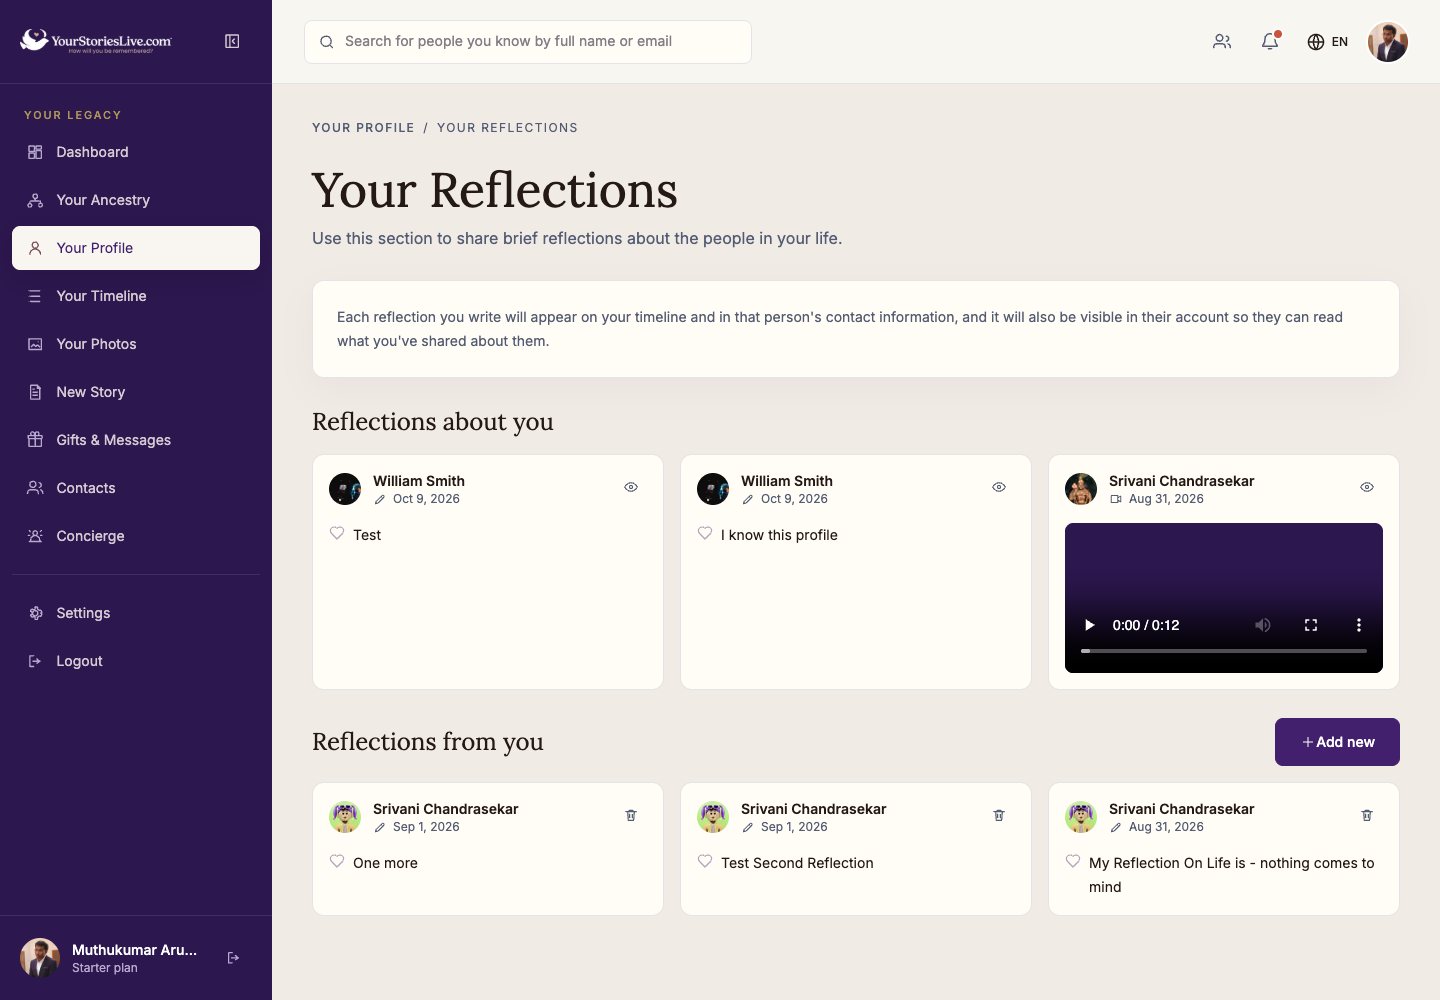 YourStoriesLive.com
How will you be remembered?
Search for people you know by full name or email
EN
YOUR LEGACY
Dashboard
Your Ancestry
Your Profile
Your Timeline
Your Photos
New Story
Gifts & Messages
Contacts
Concierge
Settings
Logout
Muthukumar Aru...
Starter plan
YOUR PROFILE / YOUR REFLECTIONS
Your Reflections
Use this section to share brief reflections about the people in your life.
Each reflection you write will appear on your timeline and in that person's contact information, and it will also be visible in their account so they can read
what you've shared about them.
Reflections about you
William Smith
Oct 9, 2026
Test
William Smith
Oct 9, 2026
I know this profile
Srivani Chandrasekar
Aug 31, 2026
0:00 / 0:12
Reflections from you
+ Add new
Srivani Chandrasekar
Sep 1, 2026
One more
Srivani Chandrasekar
Sep 1, 2026
Test Second Reflection
Srivani Chandrasekar
Aug 31, 2026
My Reflection On Life is - nothing comes to
mind